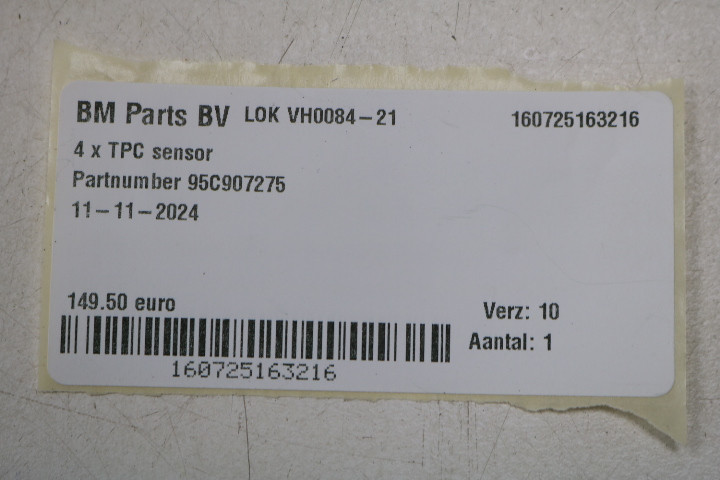 BM Parts BV LOK VH0084-21 160725163216
4 x TPC sensor
Partnumber 95C907275
11-11-2024
149.50 euro Verz: 10
Aantal: 1
160725163216